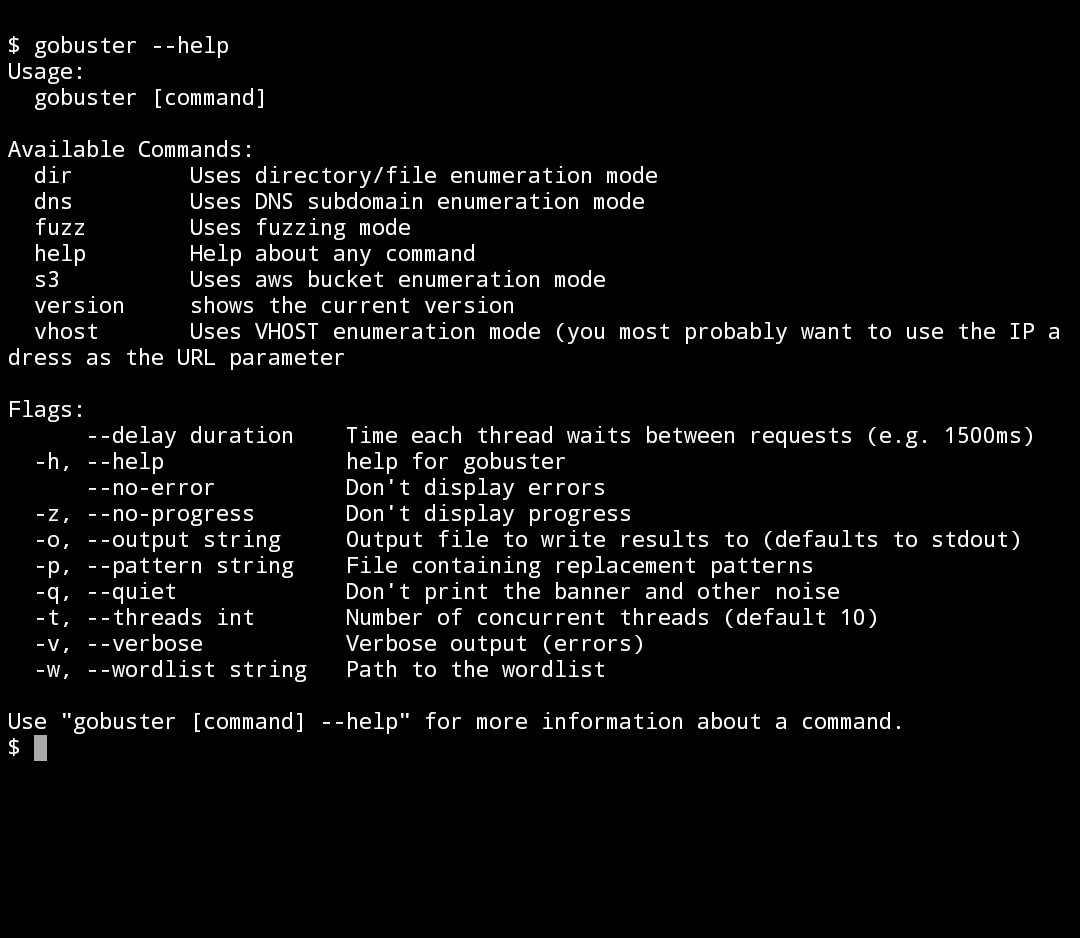 $ gobuster --help
Usage:
  gobuster [command]

Available Commands:
  dir         Uses directory/file enumeration mode
  dns         Uses DNS subdomain enumeration mode
  fuzz        Uses fuzzing mode
  help        Help about any command
  s3          Uses aws bucket enumeration mode
  version     shows the current version
  vhost       Uses VHOST enumeration mode (you most probably want to use the IP a
dress as the URL parameter

Flags:
      --delay duration    Time each thread waits between requests (e.g. 1500ms)
  -h, --help              help for gobuster
      --no-error          Don't display errors
  -z, --no-progress       Don't display progress
  -o, --output string     Output file to write results to (defaults to stdout)
  -p, --pattern string    File containing replacement patterns
  -q, --quiet             Don't print the banner and other noise
  -t, --threads int       Number of concurrent threads (default 10)
  -v, --verbose           Verbose output (errors)
  -w, --wordlist string   Path to the wordlist

Use "gobuster [command] --help" for more information about a command.
$